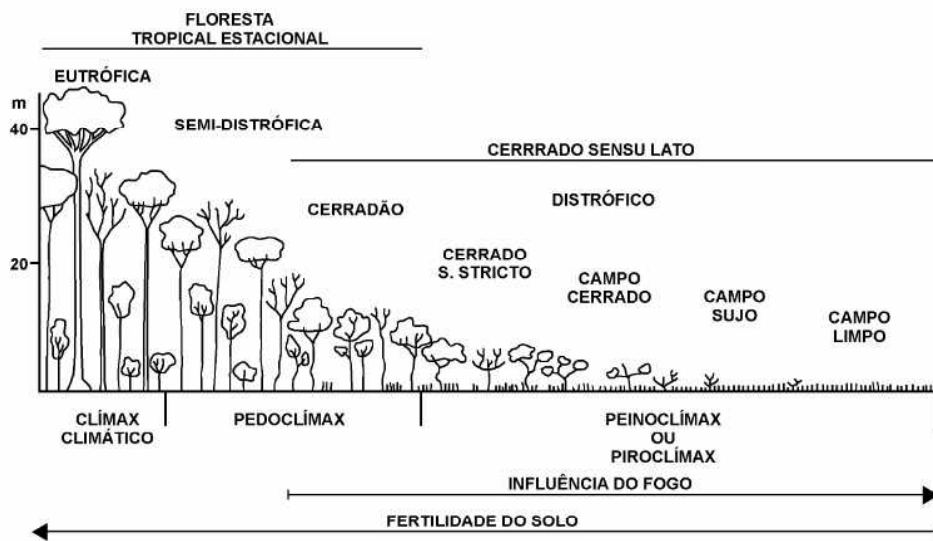 FLORESTA
TROPICAL ESTACIONAL
EUTRÓFICA
m
40
SEMI-DISTRÓFICA
CERRRADO SENSU LATO
CERRADÃO
DISTRÓFICO
20
CERRADO
S. STRICTO
CAMPO
CERRADO
CAMPO
SUJO
CAMPO
LIMPO
CLÍMAX
CLIMÁTICO
PEDOCLÍMAX
PEINOCLÍMAX
OU
PIROCLÍMAX
INFLUÊNCIA DO FOGO
FERTILIDADE DO SOLO